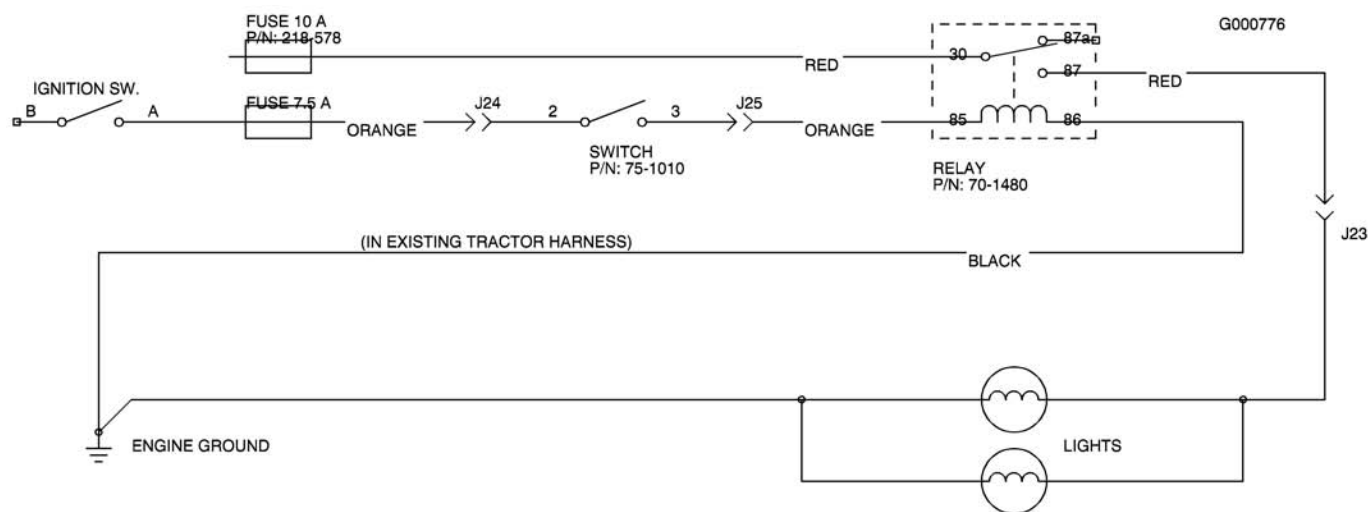 FUSE 10 A
P/N: 218-578
G000776
30
87a
RED
87
RED
IGNITION SW.
B
A
FUSE 7.5 A
ORANGE
J24
2
3
J25
ORANGE
85
86
SWITCH
P/N: 75-1010
RELAY
P/N: 70-1480
J23
(IN EXISTING TRACTOR HARNESS)
BLACK
ENGINE GROUND
LIGHTS